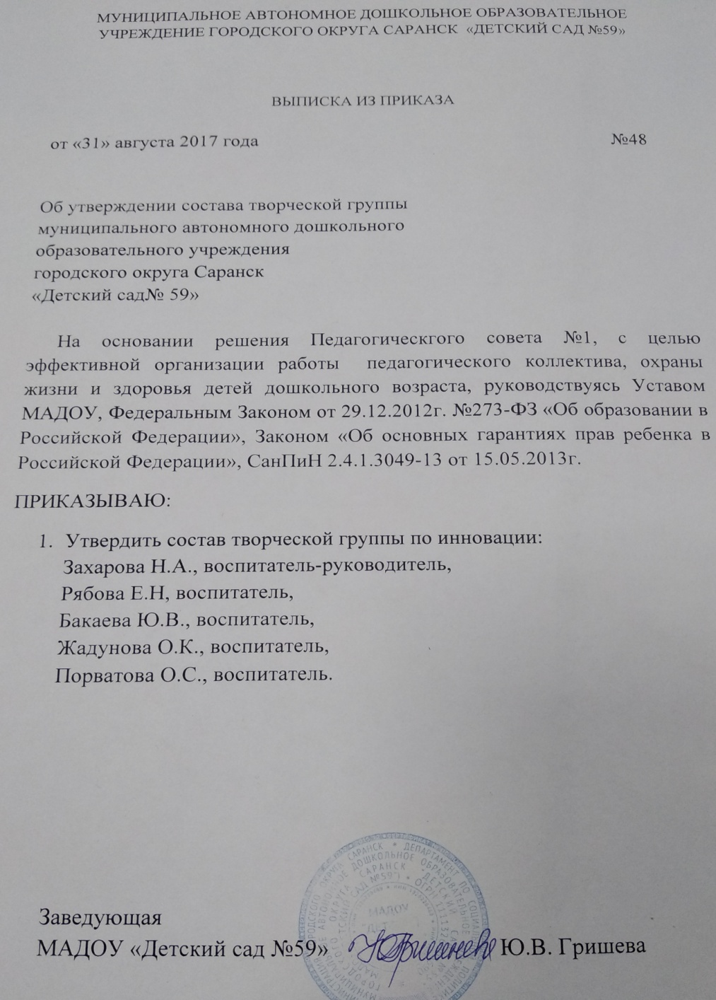 МУНИЦИПАЛЬНОЕ АВТОНОМНОЕ ДОШКОЛЬНОЕ ОБРАЗОВАТЕЛЬНОЕ
УЧРЕЖДЕНИЕ ГОРОДСКОГО ОКРУГА САРАНСК «ДЕТСКИЙ САД №59»
ВЫПИСКА ИЗ ПРИКАЗА
от «31» августа 2017 года №48
Об утверждении состава творческой группы
муниципального автономного дошкольного
образовательного учреждения
городского округа Саранск
«Детский сад№ 59»
На основании решения Педагогическгого совета №1, с целью
эффективной организации работы педагогического коллектива, охраны
жизни и здоровья детей дошкольного возраста, руководствуясь Уставом
МАДОУ, Федеральным Законом от 29.12.2012г. №273-ФЗ «Об образовании в
Российской Федерации», Законом «Об основных гарантиях прав ребенка в
Российской Федерации», СанПиН 2.4.1.3049-13 от 15.05.2013г.
ПРИКАЗЫВАЮ:
1. Утвердить состав творческой группы по инновации:
Захарова Н.А., воспитатель-руководитель,
Рябова Е.Н, воспитатель,
Бакаева Ю.В., воспитатель,
Жадунова О.К., воспитатель,
Порватова О.С., воспитатель.
Заведующая
МАДОУ «Детский сад №59» Ю.В. Гришева